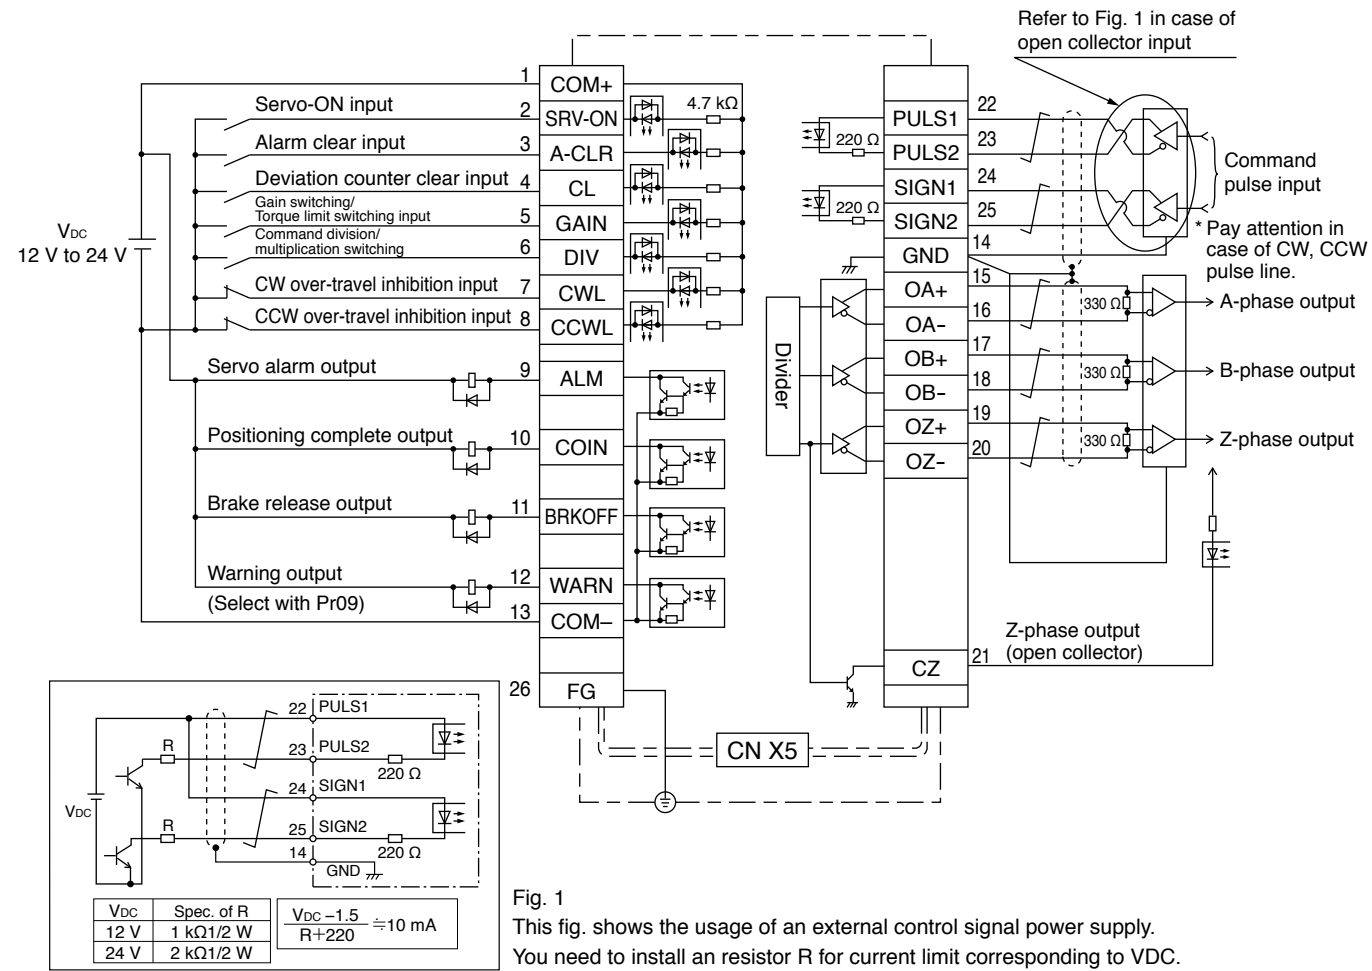 Refer to Fig. 1 in case of
open collector input
1
COM+
Servo-ON input
2
SRV-ON
4.7 kΩ
Alarm clear input
3
A-CLR
Deviation counter clear input
4
CL
Gain switching/
Torque limit switching input
5
GAIN
Command division/
multiplication switching
6
DIV
CW over-travel inhibition input
7
CWL
CCW over-travel inhibition input
8
CCWL
VDC
12 V to 24 V
Servo alarm output
9
ALM
Positioning complete output
10
COIN
Brake release output
11
BRKOFF
Warning output
(Select with Pr09)
12
WARN
13
COM–
26
FG
22
PULS1
220 Ω
23
PULS2
24
SIGN1
220 Ω
25
SIGN2
14
GND
Command
pulse input
* Pay attention in
case of CW, CCW
pulse line.
15
OA+
16
OA–
330 Ω
A-phase output
17
OB+
18
OB–
330 Ω
B-phase output
19
OZ+
20
OZ–
330 Ω
Z-phase output
Divider
Z-phase output
(open collector)
21
CZ
CN X5
22 PULS1
R
23 PULS2
220 Ω
24 SIGN1
VDC
R
25 SIGN2
220 Ω
14
GND
VDC Spec. of R
12 V 1 kΩ1/2 W
24 V 2 kΩ1/2 W
VDC –1.5
R+220
≒10 mA
Fig. 1
This fig. shows the usage of an external control signal power supply.
You need to install an resistor R for current limit corresponding to VDC.